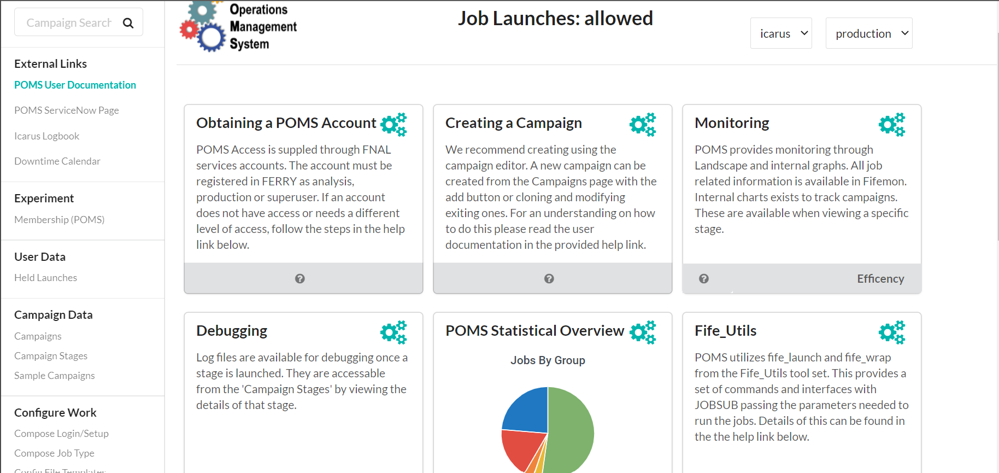 Campaign Search
External Links
POMS User Documentation
POMS ServiceNow Page
Icarus Logbook
Downtime Calendar
Experiment
Membership (POMS)
User Data
Held Launches
Campaign Data
Campaigns
Campaign Stages
Sample Campaigns
Configure Work
Compose Login/Setup
Compose Job Type
Config File Templates
Operations
Management
System
Job Launches: allowed
icarus
production
Obtaining a POMS Account
POMS Access is suppled through FNAL
services accounts. The account must be
registered in FERRY as analysis,
production or superuser. If an account
does not have access or needs a different
level of access, follow the steps in the help
link below.
Creating a Campaign
We recommend creating using the
campaign editor. A new campaign can be
created from the Campaigns page with the
add button or cloning and modifying
exiting ones. For an understanding on how
to do this please read the user
documentation in the provided help link.
Monitoring
POMS provides monitoring through
Landscape and internal graphs. All job
related information is available in Fifemon.
Internal charts exists to track campaigns.
These are available when viewing a specific
stage.
Efficency
Debugging
Log files are available for debugging once a
stage is launched. They are accessable
from the 'Campaign Stages' by viewing the
details of that stage.
POMS Statistical Overview
Jobs By Group
Fife_Utils
POMS utilizes fife_launch and fife_wrap
from the Fife_Utils tool set. This provides a
set of commands and interfaces with
JOBSUB passing the parameters needed to
run the jobs. Details of this can be found in
the the help link below.